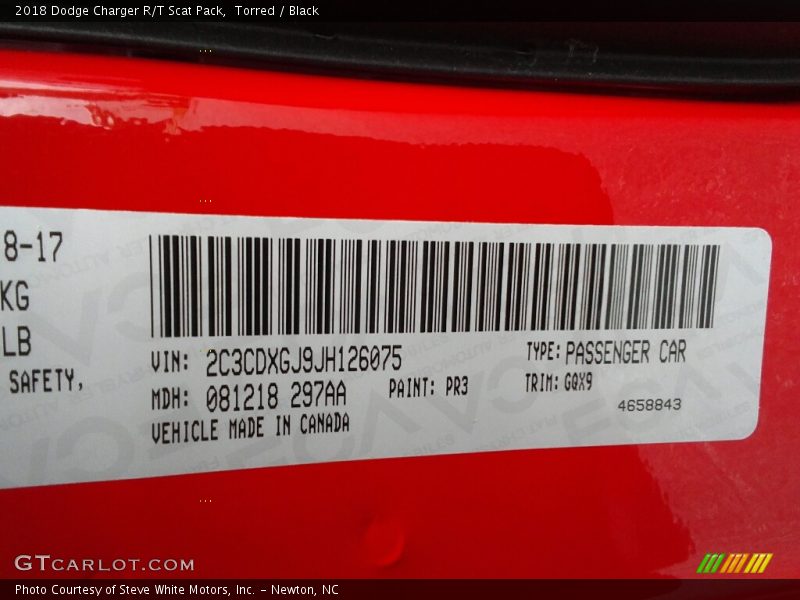 2018 Dodge Charger R/T Scat Pack, Torred / Black
8-17
KG
LB
SAFETY,
VIN: 2C3CDXGJ9JH126075
TYPE: PASSENGER CAR
MDH: 081218 297AA
PAINT: PR3
TRIM: GQX9
VEHICLE MADE IN CANADA
4658843
GTCARLOT.COM
Photo Courtesy of Steve White Motors, Inc. – Newton, NC